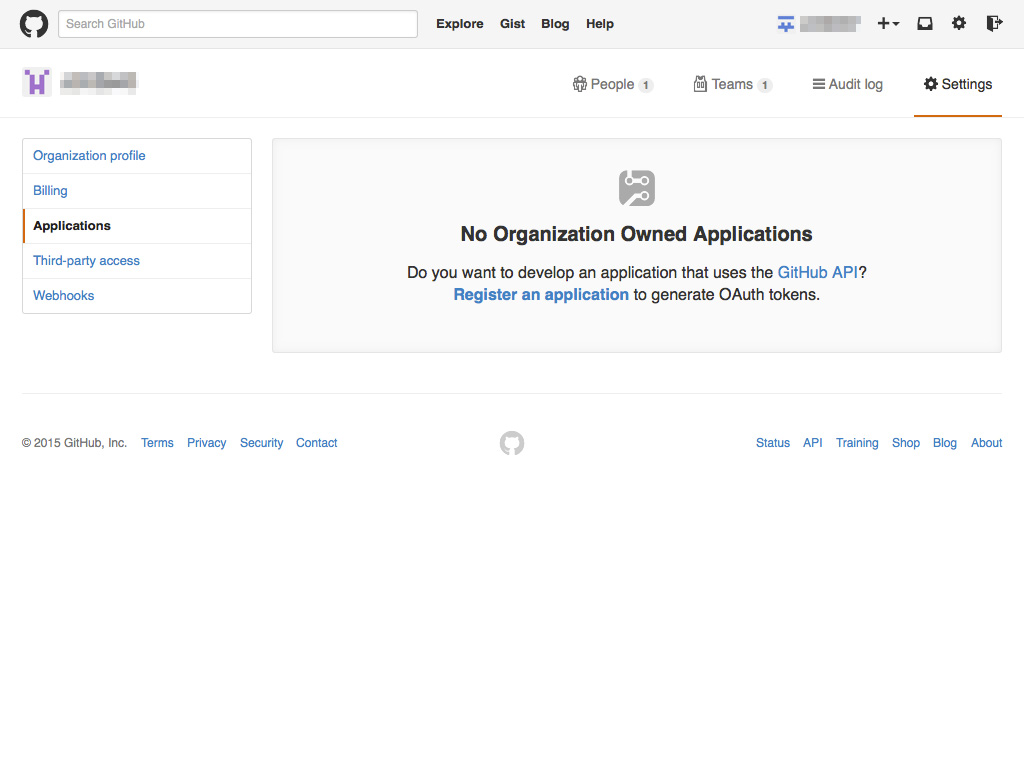 Search GitHub Explore Gist Blog Help
People 1 Teams 1 Audit log Settings
Organization profile
Billing
Applications
Third-party access
Webhooks
No Organization Owned Applications
Do you want to develop an application that uses the GitHub API?
Register an application to generate OAuth tokens.
© 2015 GitHub, Inc. Terms Privacy Security Contact Status API Training Shop Blog About